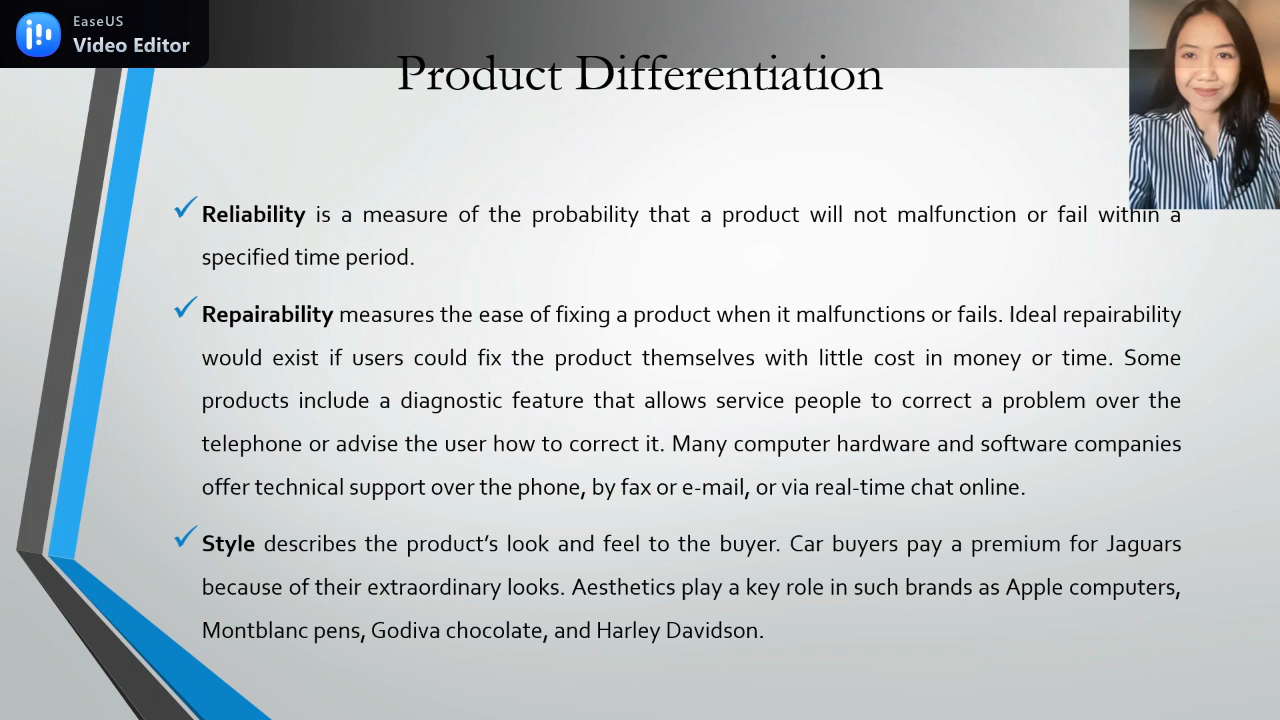 EaseUS
Video Editor
Product Differentiation
Reliability is a measure of the probability that a product will not malfunction or fail within a
specified time period.
Repairability measures the ease of fixing a product when it malfunctions or fails. Ideal repairability
would exist if users could fix the product themselves with little cost in money or time. Some
products include a diagnostic feature that allows service people to correct a problem over the
telephone or advise the user how to correct it. Many computer hardware and software companies
offer technical support over the phone, by fax or e-mail, or via real-time chat online.
Style describes the product’s look and feel to the buyer. Car buyers pay a premium for Jaguars
because of their extraordinary looks. Aesthetics play a key role in such brands as Apple computers,
Montblanc pens, Godiva chocolate, and Harley Davidson.